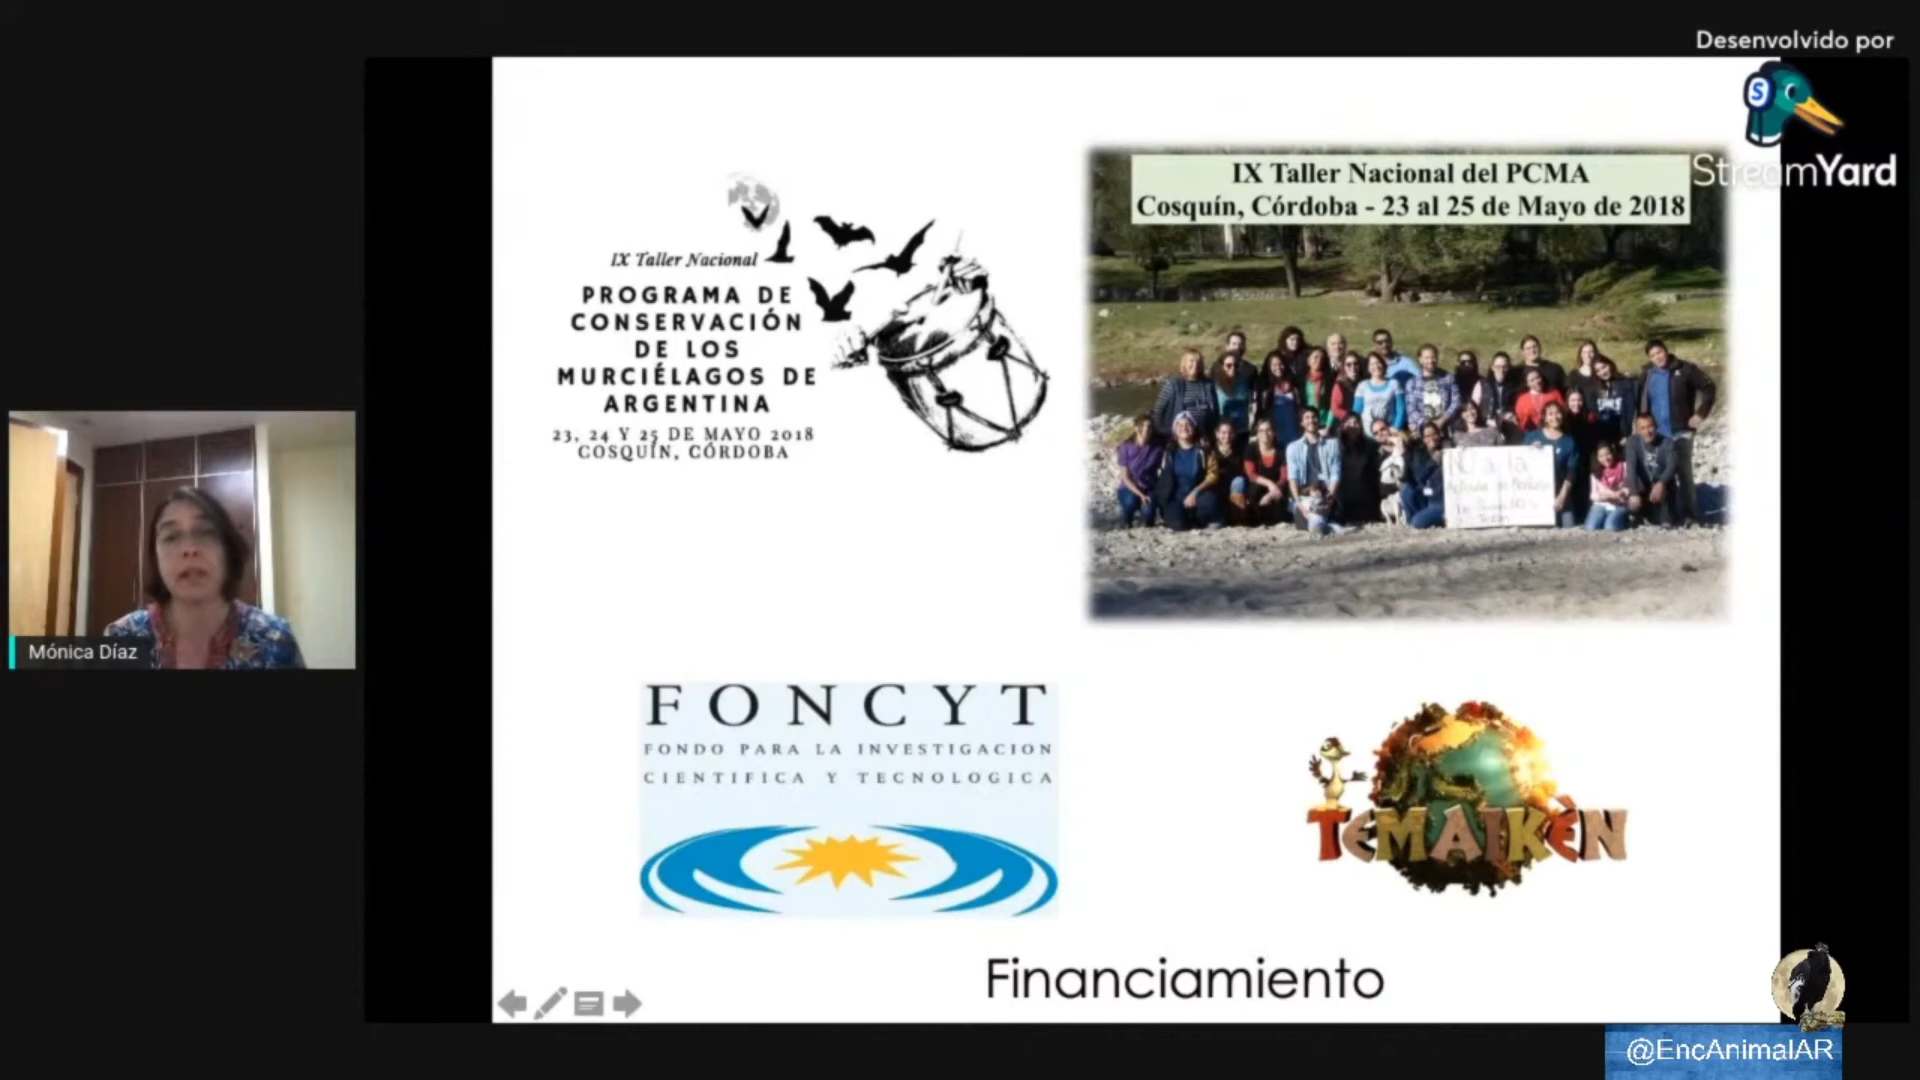 Desenvolvido por
StreamYard
IX Taller Nacional
PROGRAMA DE
CONSERVACIÓN
DE LOS
MURCIÉLAGOS DE
ARGENTINA
23, 24 Y 25 DE MAYO 2018
COSQUÍN, CÓRDOBA
IX Taller Nacional del PCMA
Cosquín, Córdoba - 23 al 25 de Mayo de 2018
NO a la
Mónica Díaz
FONCYT
FONDO PARA LA INVESTIGACION
CIENTIFICA Y TECNOLOGICA
TEMAIKÈN
Financiamiento
@EncAnimalAR